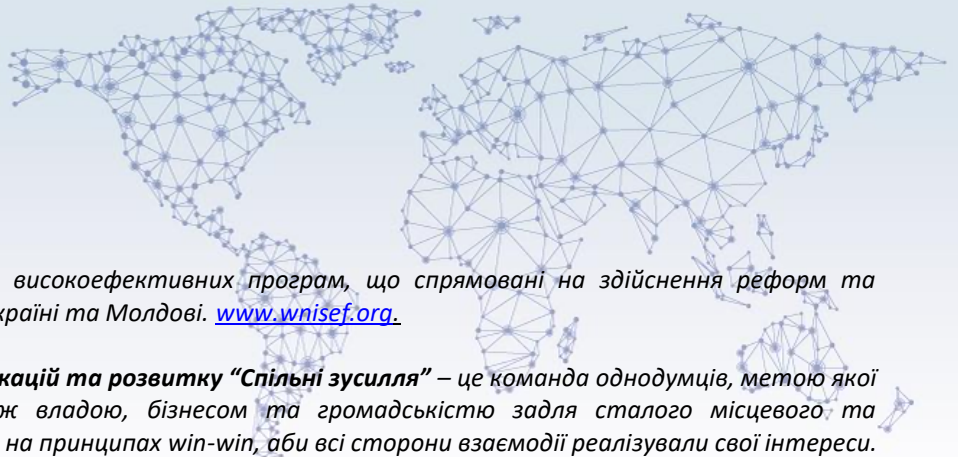 високоефективних програм, що спрямовані на здійснення реформ та
країні та Молдові. www.wnisef.org.
кацій та розвитку “Спільні зусилля” – це команда однодумців, метою якої
ж владою, бізнесом та громадськістю задля сталого місцевого та
на принципах win-win, аби всі сторони взаємодії реалізували свої інтереси.